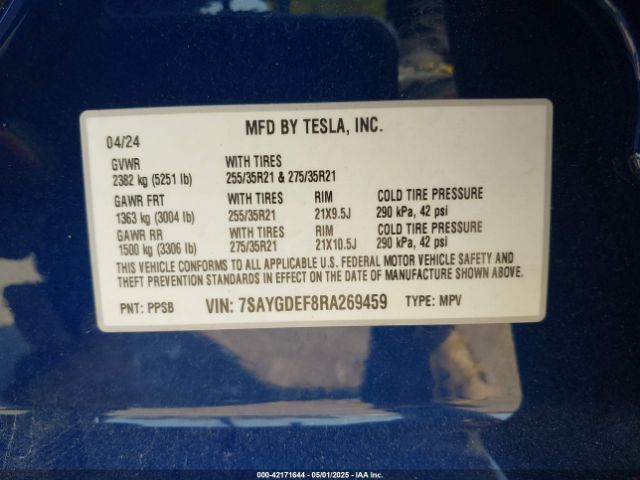 MFD BY TESLA, INC.
04/24
GVWR WITH TIRES
2382 kg (5251 lb) 255/35R21 & 275/35R21
GAWR FRT WITH TIRES RIM COLD TIRE PRESSURE
1363 kg (3004 lb) 255/35R21 21X9.5J 290 kPa, 42 psi
GAWR RR WITH TIRES RIM COLD TIRE PRESSURE
1500 kg (3306 lb) 275/35R21 21X10.5J 290 kPa, 42 psi
THIS VEHICLE CONFORMS TO ALL APPLICABLE U.S. FEDERAL MOTOR VEHICLE SAFETY AND
THEFT PREVENTION STANDARDS IN EFFECT ON THE DATE OF MANUFACTURE SHOWN ABOVE.
PNT: PPSB VIN: 7SAYGDEF8RA269459 TYPE: MPV
000-42171644 - 05/01/2025 - IAA Inc.